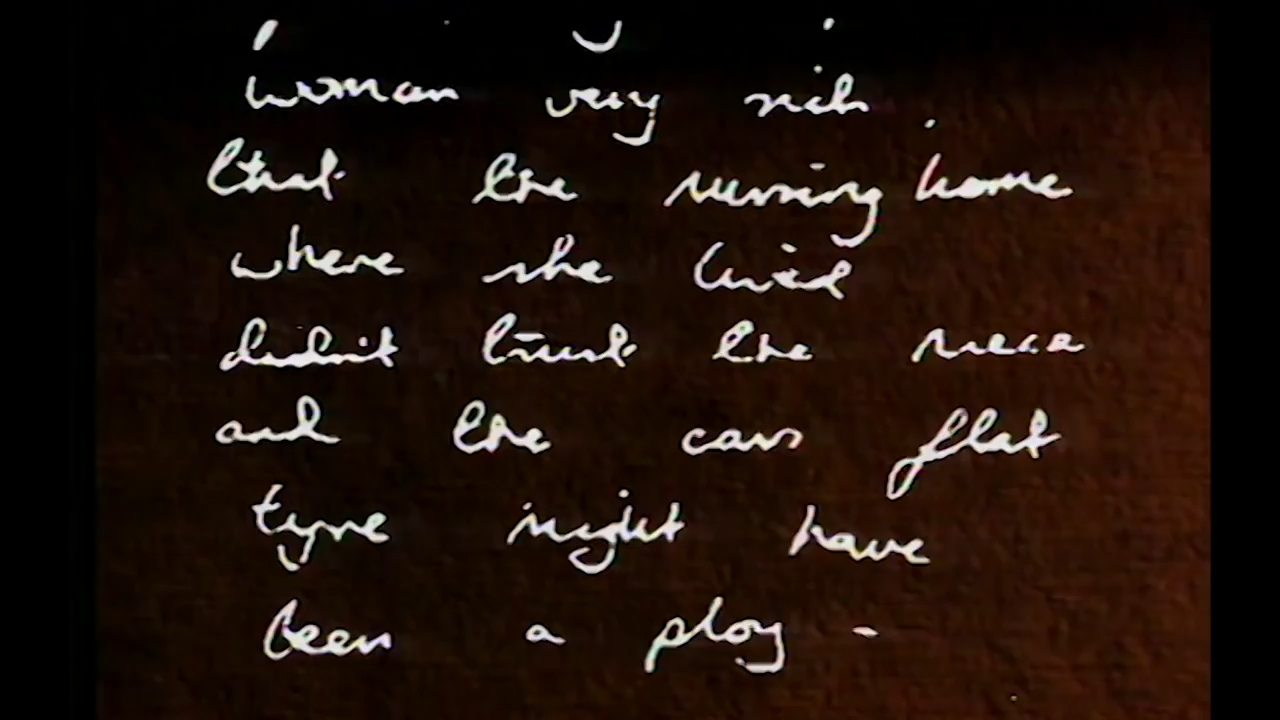 woman very rich
that the nursing home
where she lived
didn't trust the niece
and the cars flat
tyre might have
been a ploy -